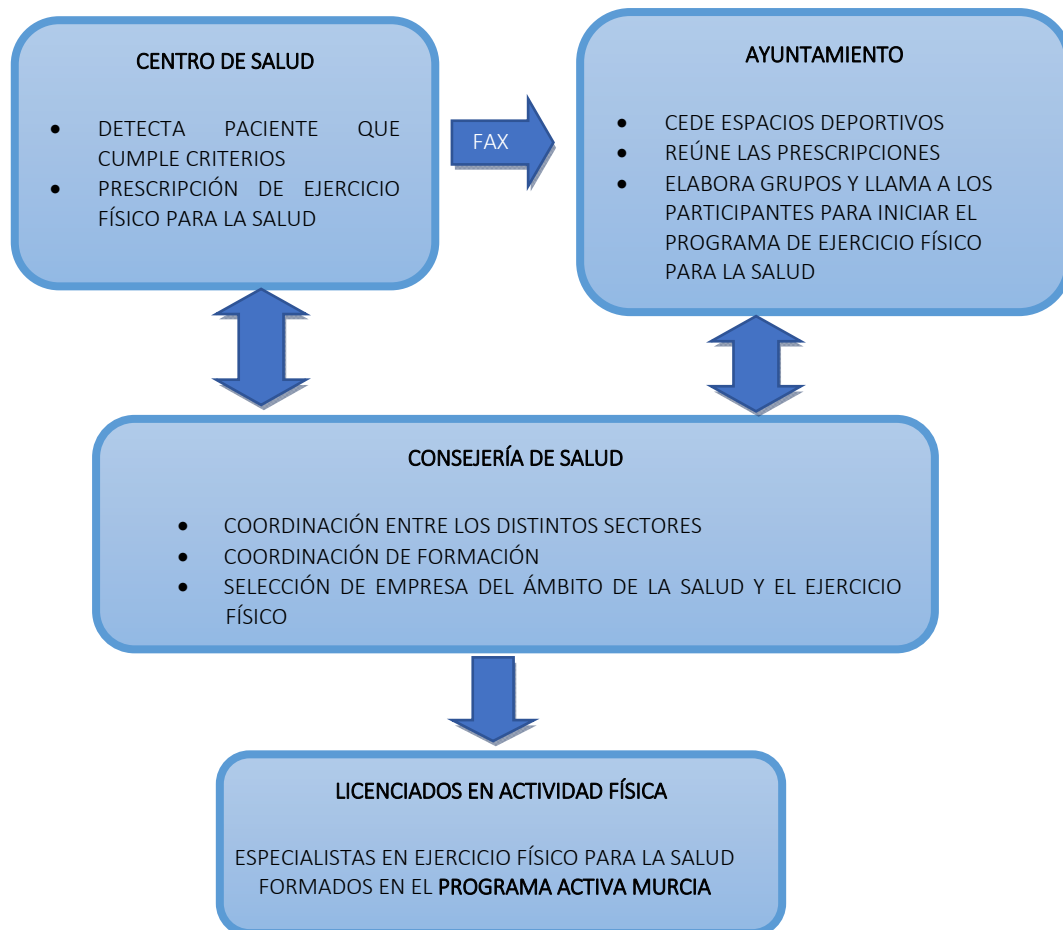 CENTRO DE SALUD
• DETECTA PACIENTE QUE
CUMPLE CRITERIOS
• PRESCRIPCIÓN DE EJERCICIO
FÍSICO PARA LA SALUD
FAX
AYUNTAMIENTO
• CEDE ESPACIOS DEPORTIVOS
• REÚNE LAS PRESCRIPCIONES
• ELABORA GRUPOS Y LLAMA A LOS
PARTICIPANTES PARA INICIAR EL
PROGRAMA DE EJERCICIO FÍSICO
PARA LA SALUD
CONSEJERÍA DE SALUD
• COORDINACIÓN ENTRE LOS DISTINTOS SECTORES
• COORDINACIÓN DE FORMACIÓN
• SELECCIÓN DE EMPRESA DEL ÁMBITO DE LA SALUD Y EL EJERCICIO
FÍSICO
LICENCIADOS EN ACTIVIDAD FÍSICA
ESPECIALISTAS EN EJERCICIO FÍSICO PARA LA SALUD
FORMADOS EN EL PROGRAMA ACTIVA MURCIA